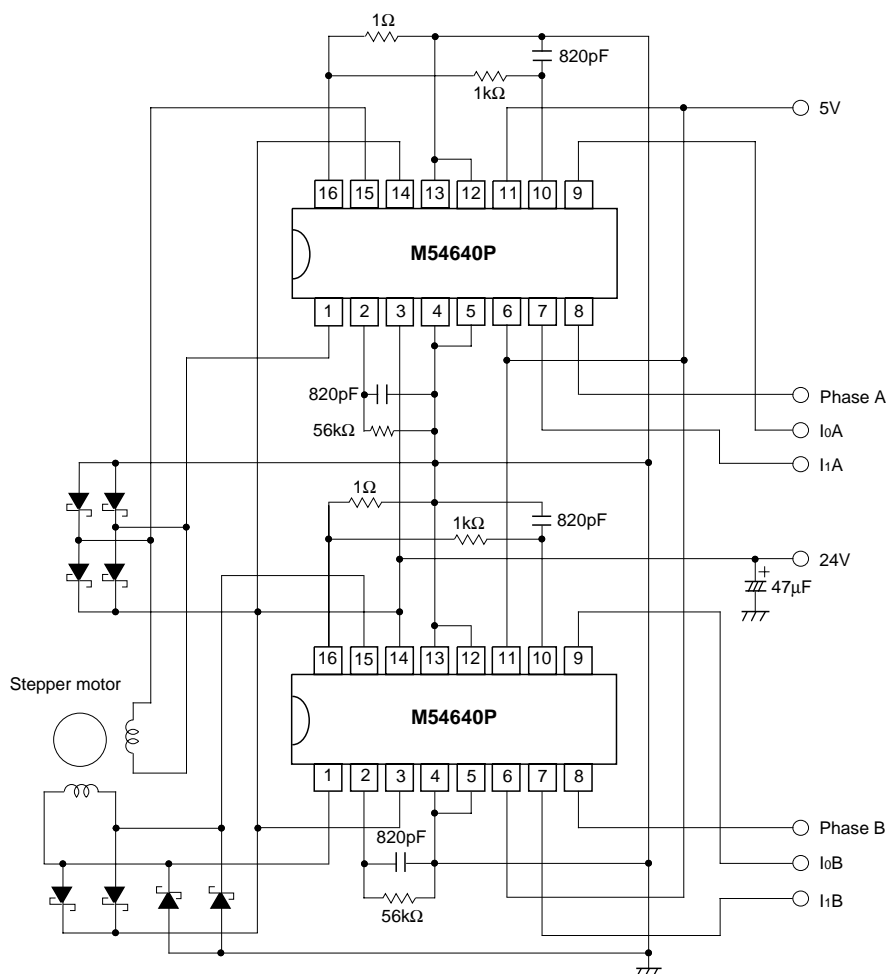 1Ω
820pF
1kΩ
5V
16 15 14 13 12 11 10 9
M54640P
1 2 3 4 5 6 7 8
820pF
Phase A
56kΩ
I0A
I1A
1Ω
1kΩ
820pF
24V
+
47μF
16 15 14 13 12 11 10 9
Stepper motor
M54640P
1 2 3 4 5 6 7 8
820pF
Phase B
I0B
56kΩ
I1B